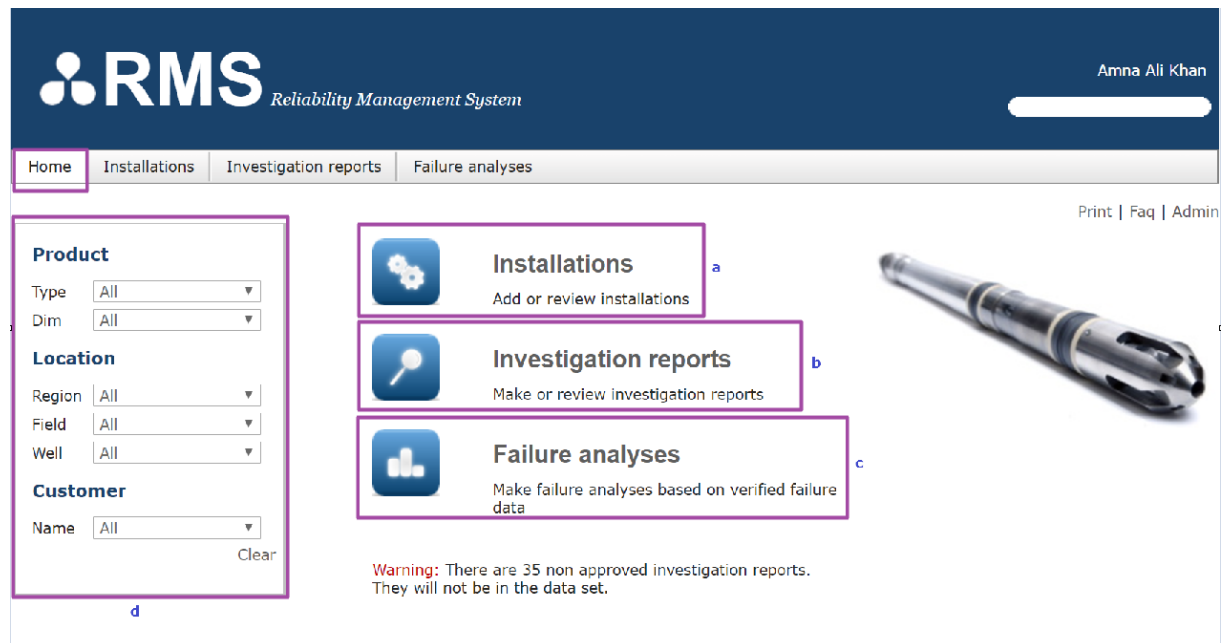 RMS Reliability Management System
Amna Ali Khan
Home Installations Investigation reports Failure analyses
Print | Faq | Admin
Product
Type All
Dim All
Location
Region All
Field All
Well All
Customer
Name All
Clear
d
Installations
Add or review installations
a
Investigation reports
Make or review investigation reports
b
Failure analyses
Make failure analyses based on verified failure
data
c
Warning: There are 35 non approved investigation reports.
They will not be in the data set.